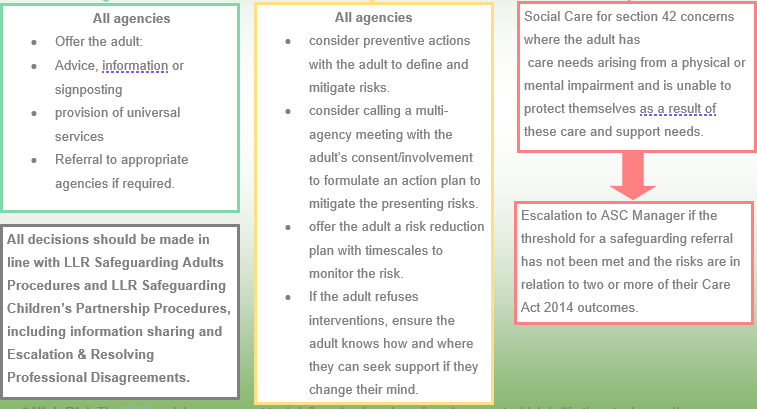 All agencies
● Offer the adult:
● Advice, information or
signposting
● provision of universal
services
● Referral to appropriate
agencies if required.
All decisions should be made in
line with LLR Safeguarding Adults
Procedures and LLR Safeguarding
Children's Partnership Procedures,
including information sharing and
Escalation & Resolving
Professional Disagreements.
All agencies
● consider preventive actions
with the adult to define and
mitigate risks.
● consider calling a multi-
agency meeting with the
adult's consent/involvement
to formulate an action plan to
mitigate the presenting risks.
● offer the adult a risk reduction
plan with timescales to
monitor the risk.
● If the adult refuses
interventions, ensure the
adult knows how and where
they can seek support if they
change their mind.
Social Care for section 42 concerns
where the adult has
care needs arising from a physical or
mental impairment and is unable to
protect themselves as a result of
these care and support needs.
Escalation to ASC Manager if the
threshold for a safeguarding referral
has not been met and the risks are in
relation to two or more of their Care
Act 2014 outcomes.